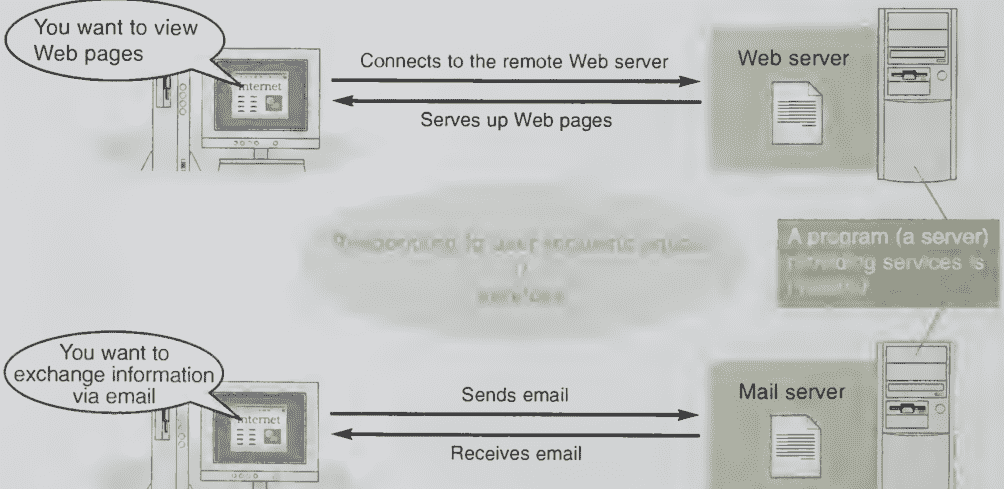 You want to view
Web pages
Internet
Connects to the remote Web server
Serves up Web pages
Web server
A program (a server)
services is
services
You want to
exchange information
via email
Internet
Sends email
Receives email
Mail server